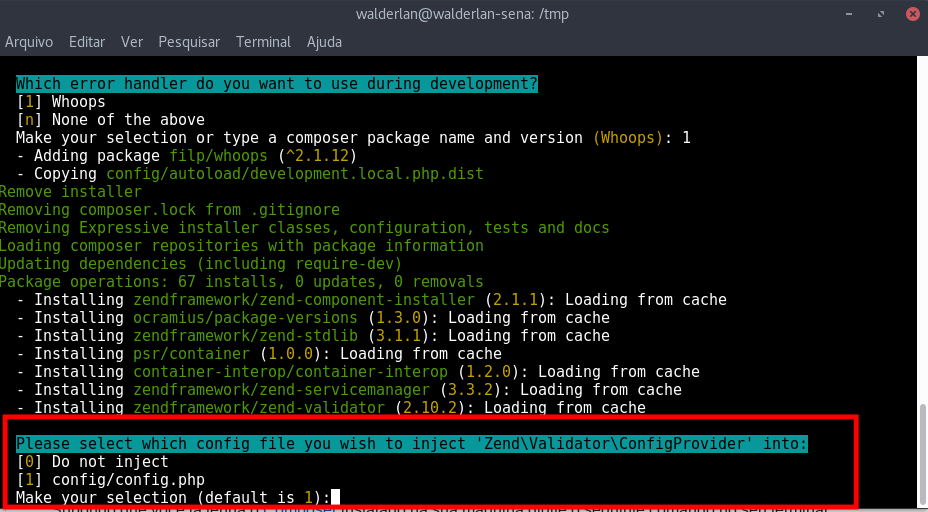 walderlan@walderlan-sena: /tmp
Arquivo Editar Ver Pesquisar Terminal Ajuda
Which error handler do you want to use during development?
[1] Whoops
[n] None of the above
Make your selection or type a composer package name and version (Whoops): 1
- Adding package filp/whoops (^2.1.12)
- Copying config/autoload/development.local.php.dist
Remove installer
Removing composer.lock from .gitignore
Removing Expressive installer classes, configuration, tests and docs
Loading composer repositories with package information
Updating dependencies (including require-dev)
Package operations: 67 installs, 0 updates, 0 removals
- Installing zendframework/zend-component-installer (2.1.1): Loading from cache
- Installing ocramius/package-versions (1.3.0): Loading from cache
- Installing zendframework/zend-stdlib (3.1.1): Loading from cache
- Installing psr/container (1.0.0): Loading from cache
- Installing container-interop/container-interop (1.2.0): Loading from cache
- Installing zendframework/zend-servicemanager (3.3.2): Loading from cache
- Installing zendframework/zend-validator (2.10.2): Loading from cache
Please select which config file you wish to inject 'Zend\Validator\ConfigProvider' into:
[0] Do not inject
[1] config/config.php
Make your selection (default is 1):